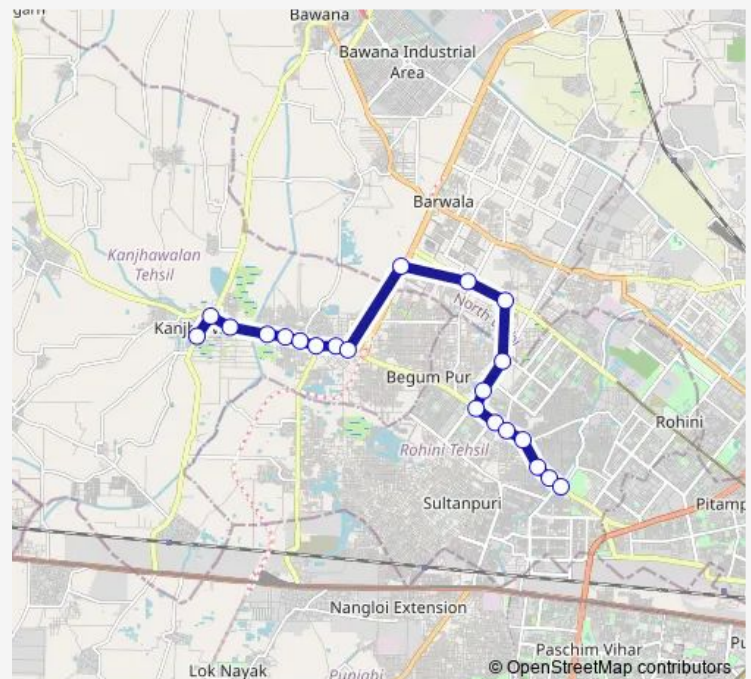 Bawana
Bawana Industrial
Area
Barwala
Kanjhawalan
Tehsil
Begum Pur
Rohini
Rohini Tehsil
Sultanpuri
Nangloi Extension
Paschim Vihar
Lok Nayak
Punjabi
© OpenStreetMap contributors